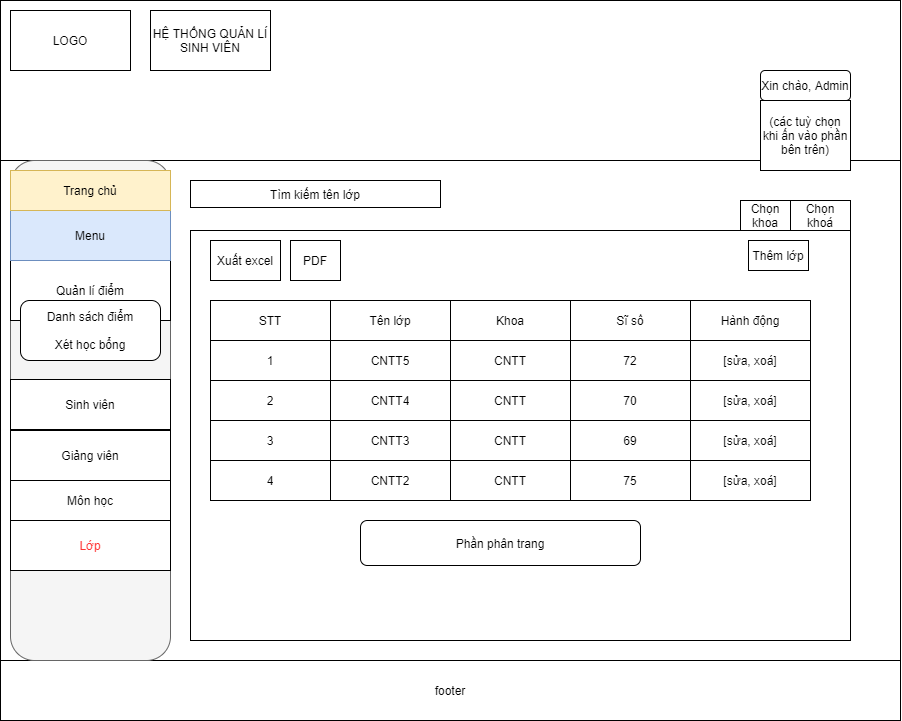 LOGO
HỆ THỐNG QUẢN LÍ
SINH VIÊN
Xin chào, Admin
(các tuỳ chọn
khi ấn vào phần
bên trên)
Trang chủ
Menu
Quản lí điểm
Danh sách điểm
Xét học bổng
Sinh viên
Giảng viên
Môn học
Lớp
Tìm kiếm tên lớp
Chọn
khoa
Chọn
khoá
Xuất excel
PDF
Thêm lớp
STT Tên lớp Khoa Sĩ số Hành động
1 CNTT5 CNTT 72 [sửa, xoá]
2 CNTT4 CNTT 70 [sửa, xoá]
3 CNTT3 CNTT 69 [sửa, xoá]
4 CNTT2 CNTT 75 [sửa, xoá]
Phần phân trang
footer